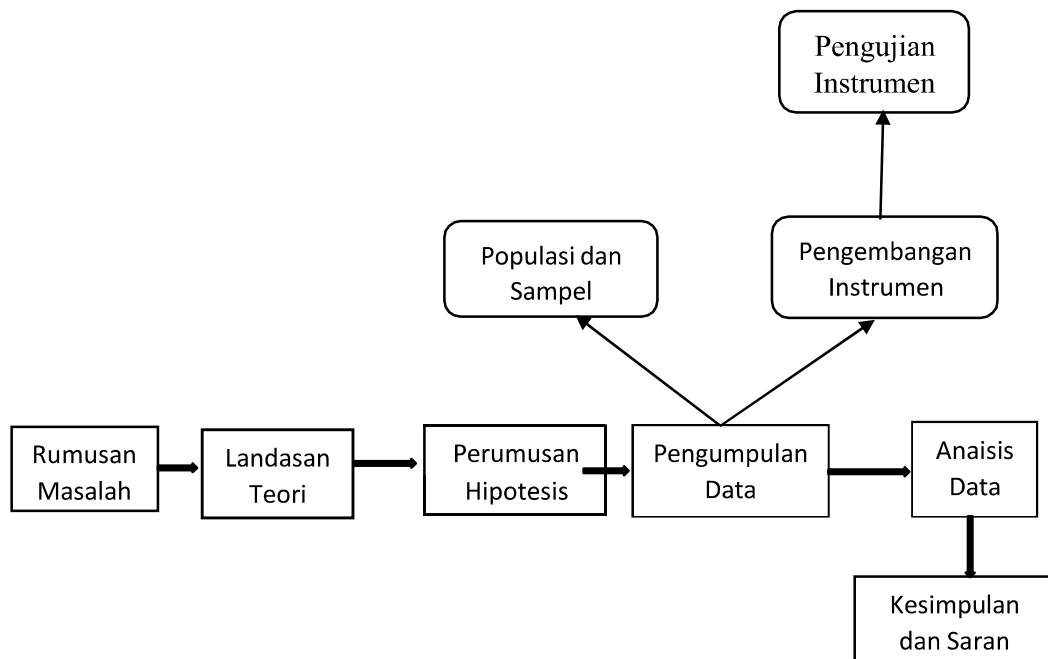 Pengujian
Instrumen
Populasi dan
Sampel
Pengembangan
Instrumen
Rumusan
Masalah
Landasan
Teori
Perumusan
Hipotesis
Pengumpulan
Data
Anaisis
Data
Kesimpulan
dan Saran